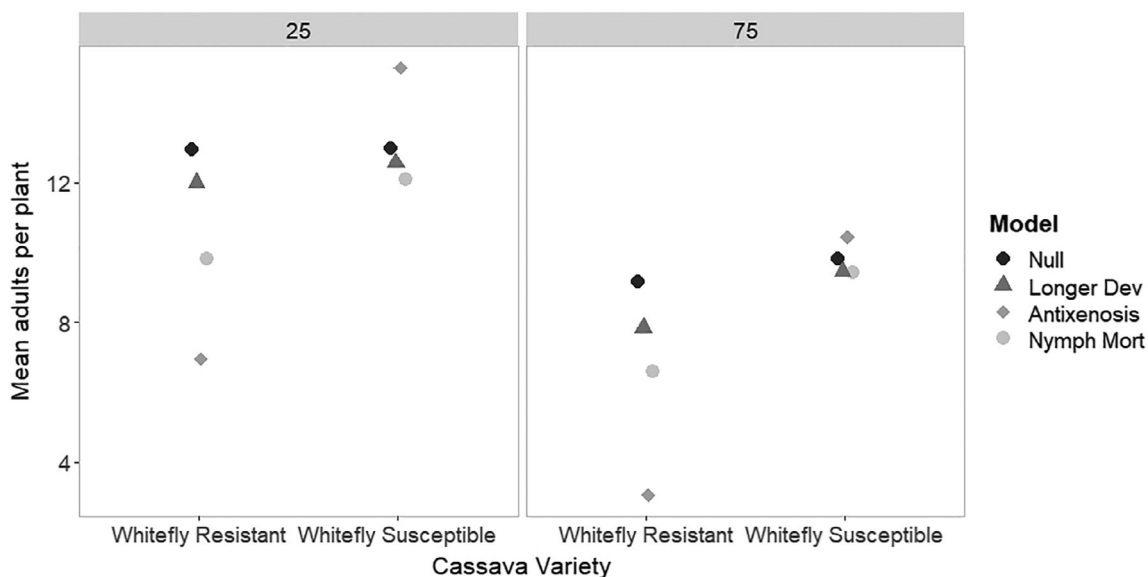 25
75
Mean adults per plant
12
8
4
Whitefly Resistant
Whitefly Susceptible
Whitefly Resistant
Whitefly Susceptible
Cassava Variety
Model
Null
Longer Dev
Antixenosis
Nymph Mort